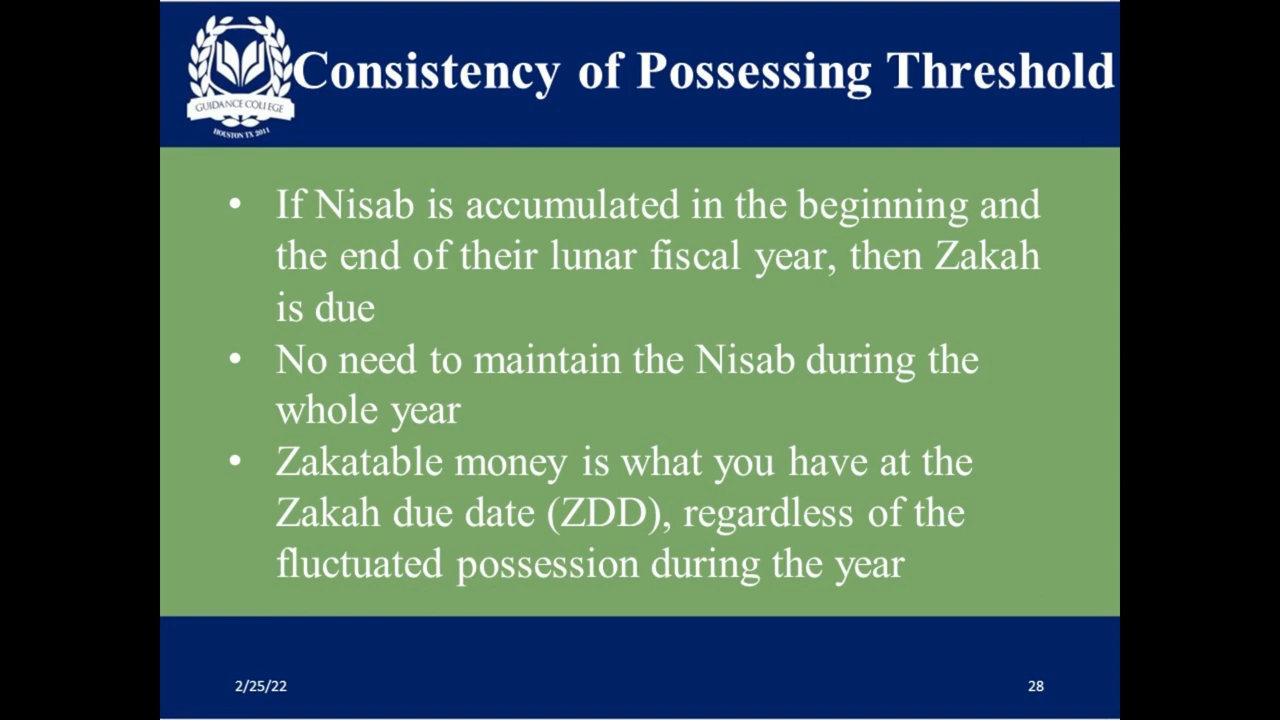 Consistency of Possessing Threshold
GUIDANCE COLLEGE
HOUSTON TX 2011
• If Nisab is accumulated in the beginning and
the end of their lunar fiscal year, then Zakah
is due
• No need to maintain the Nisab during the
whole year
• Zakatable money is what you have at the
Zakah due date (ZDD), regardless of the
fluctuated possession during the year
2/25/22
28